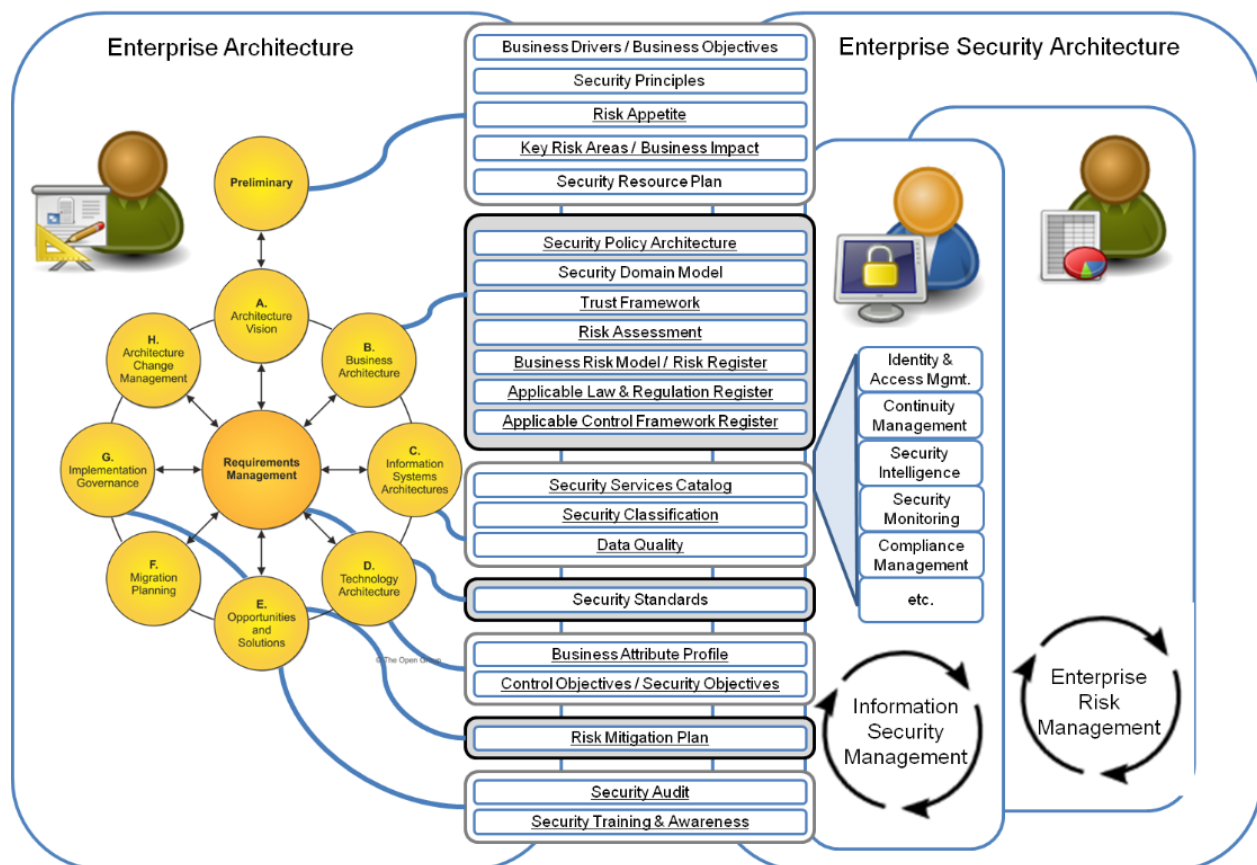 Enterprise Architecture
Enterprise Security Architecture
Business Drivers / Business Objectives
Security Principles
Risk Appetite
Key Risk Areas / Business Impact
Security Resource Plan
Preliminary
A.
Architecture
Vision
B.
Business
Architecture
C.
Information
Systems
Architectures
D.
Technology
Architecture
E.
Opportunities
and
Solutions
F.
Migration
Planning
G.
Implementation
Governance
H.
Architecture
Change
Management
Requirements
Management
© The Open Group
Security Policy Architecture
Security Domain Model
Trust Framework
Risk Assessment
Business Risk Model / Risk Register
Applicable Law & Regulation Register
Applicable Control Framework Register
Security Services Catalog
Security Classification
Data Quality
Security Standards
Business Attribute Profile
Control Objectives / Security Objectives
Risk Mitigation Plan
Security Audit
Security Training & Awareness
Identity &
Access Mgmt.
Continuity
Management
Security
Intelligence
Security
Monitoring
Compliance
Management
etc.
Information
Security
Management
Enterprise
Risk
Management